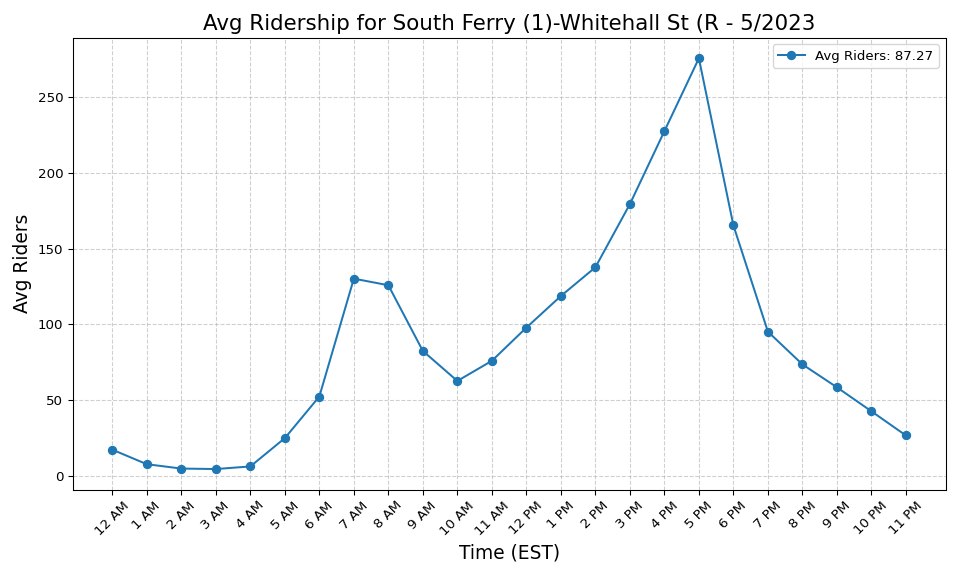 Avg Ridership for South Ferry (1)-Whitehall St (R - 5/2023
Avg Riders: 87.27
Avg Riders
250
200
150
100
50
0
12 AM
1 AM
2 AM
3 AM
4 AM
5 AM
6 AM
7 AM
8 AM
9 AM
10 AM
11 AM
12 PM
1 PM
2 PM
3 PM
4 PM
5 PM
6 PM
7 PM
8 PM
9 PM
10 PM
11 PM
Time (EST)